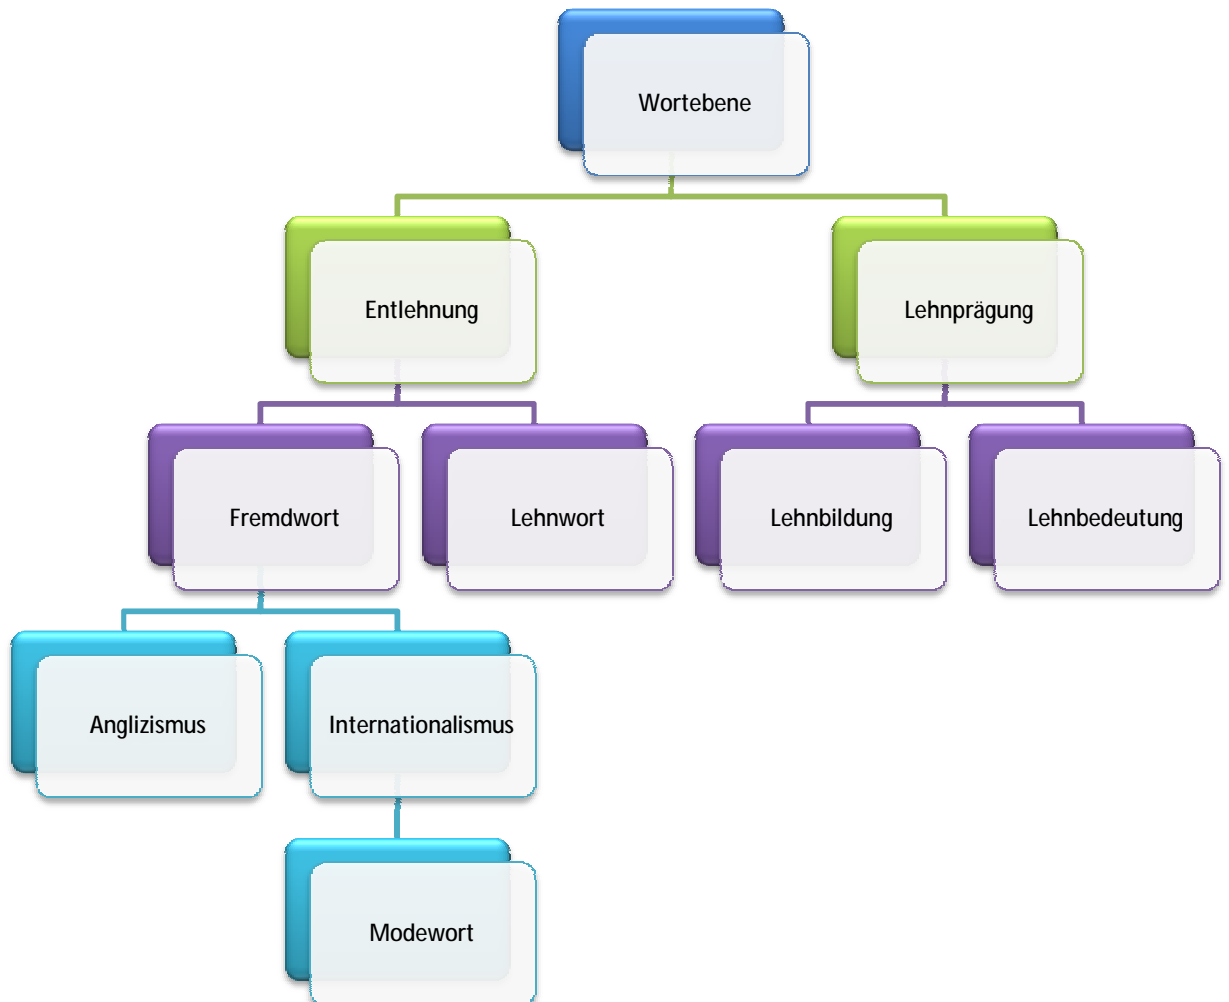 Wortebene
Entlehnung
Lehnprägung
Fremdwort
Lehnwort
Lehnbildung
Lehnbedeutung
Anglizismus
Internationalismus
Modewort